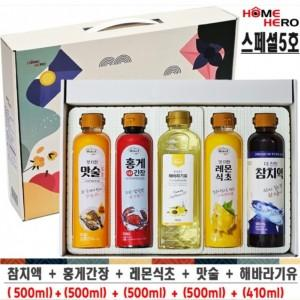 HOME HERO
스페셜5호
맛술
홍게
간장
해바라기유
레몬
식초
참치액
참치액 + 홍게간장 + 레몬식초 + 맛술 + 해바라기유
(500ml)+(500ml)+(500ml)+(500ml)+(410ml)